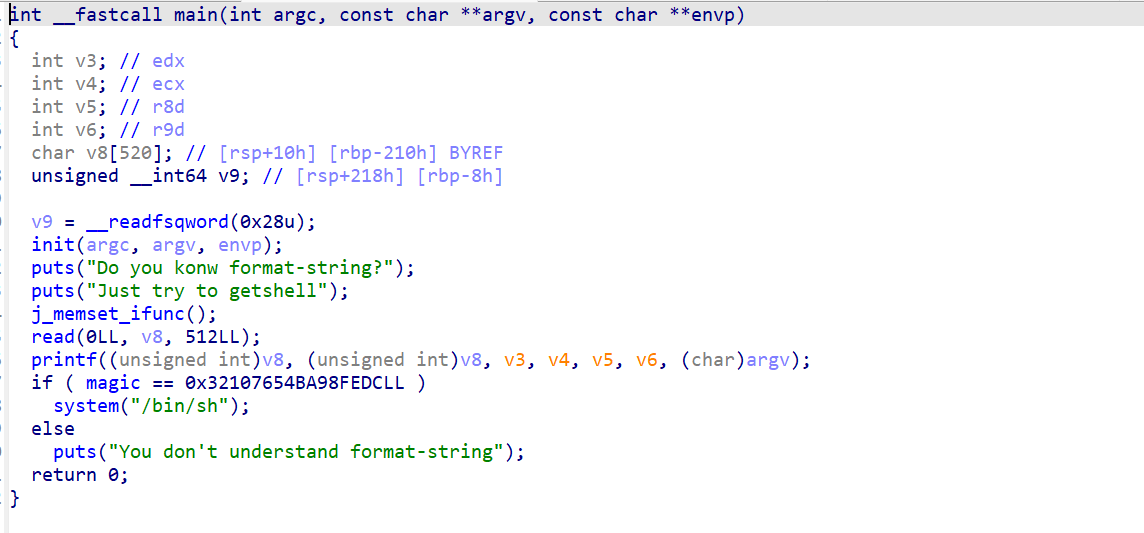 int __fastcall main(int argc, const char **argv, const char **envp)
{
int v3; // edx
int v4; // ecx
int v5; // r8d
int v6; // r9d
char v8[520]; // [rsp+10h] [rbp-210h] BYREF
unsigned __int64 v9; // [rsp+218h] [rbp-8h]
v9 = __readfsqword(0x28u);
init(argc, argv, envp);
puts("Do you konw format-string?");
puts("Just try to getshell");
j_memset_ifunc();
read(0LL, v8, 512LL);
printf((unsigned int)v8, (unsigned int)v8, v3, v4, v5, v6, (char)argv);
if ( magic == 0x32107654BA98FEDCLL )
system("/bin/sh");
else
puts("You don't understand format-string");
return 0;
}